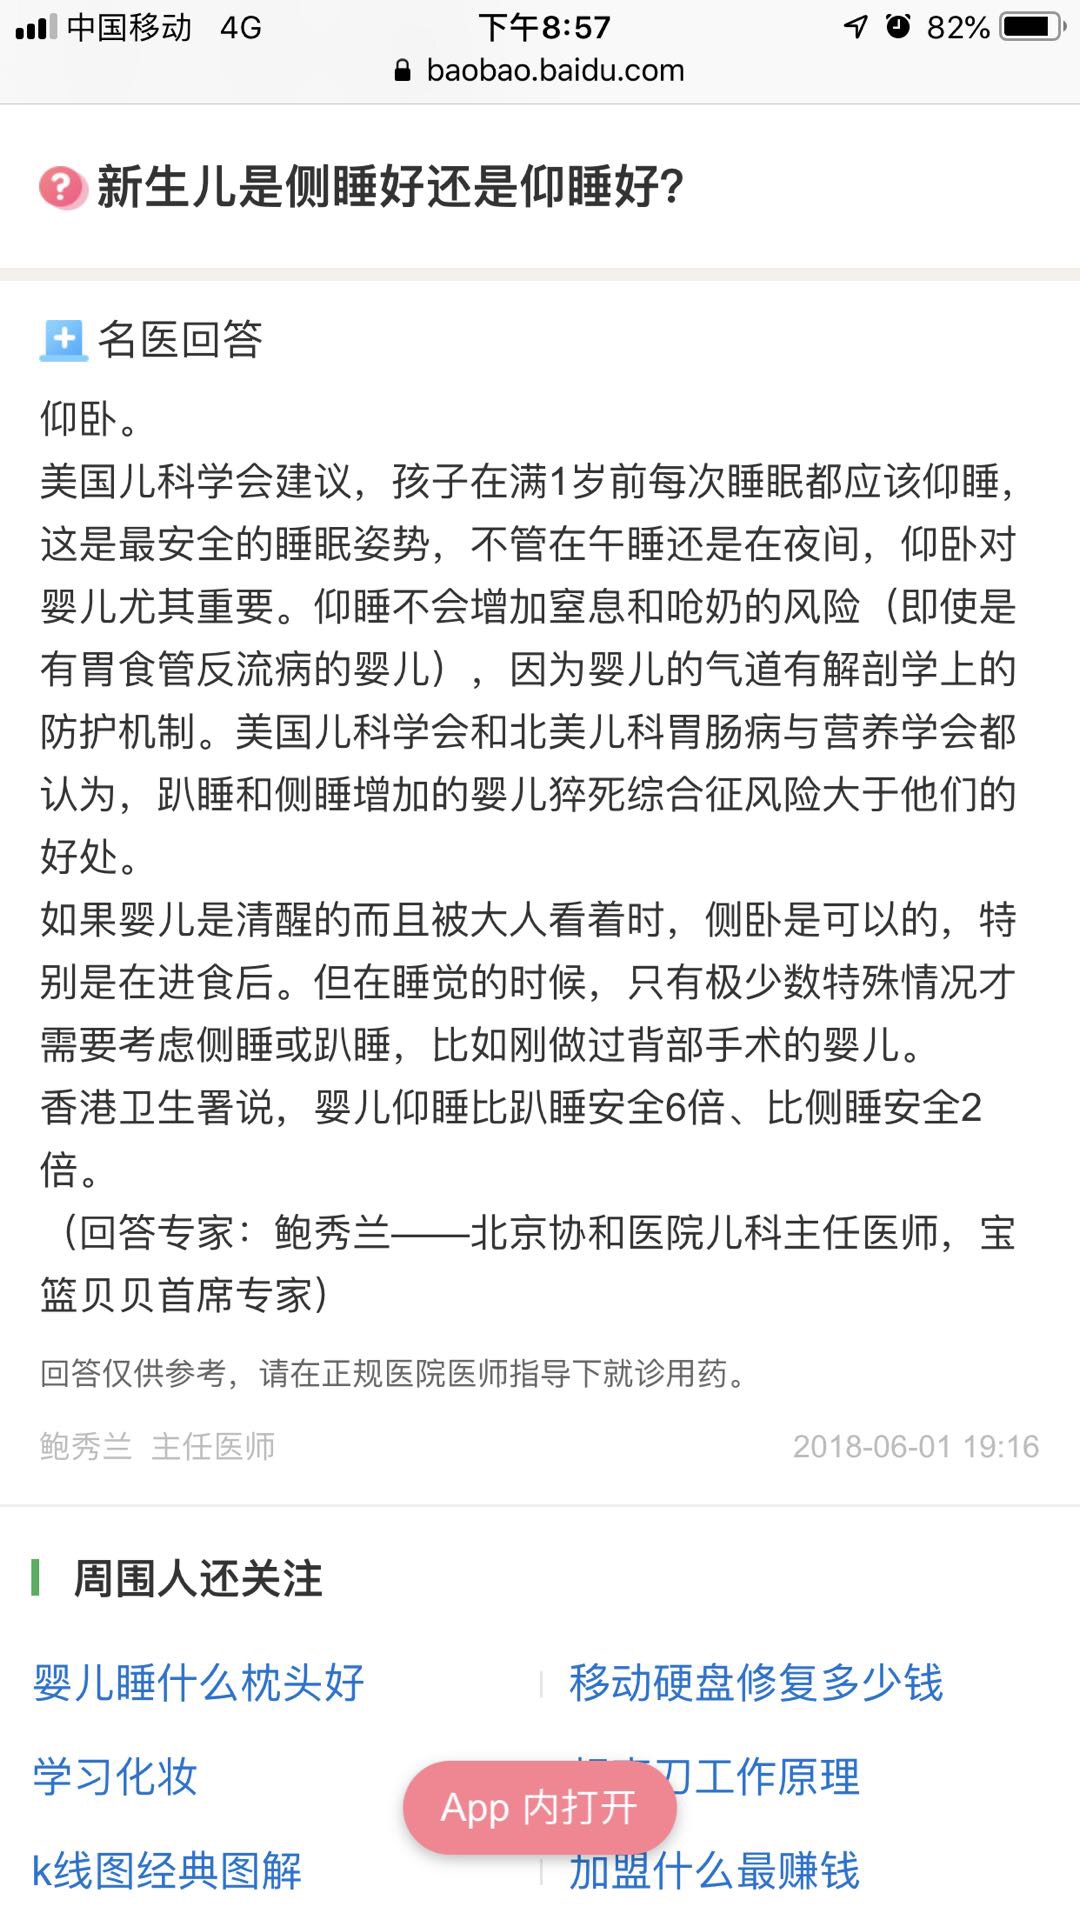 中国移动 4G 下午8:57 82%
baobao.baidu.com
新生儿是侧睡好还是仰睡好?
名医回答
仰卧。
美国儿科学会建议，孩子在满1岁前每次睡眠都应该仰睡，
这是最安全的睡眠姿势，不管在午睡还是在夜间，仰卧对
婴儿尤其重要。仰睡不会增加窒息和呛奶的风险（即使是
有胃食管反流病的婴儿），因为婴儿的气道有解剖学上的
防护机制。美国儿科学会和北美儿科胃肠病与营养学会都
认为，趴睡和侧睡增加的婴儿猝死综合征风险大于他们的
好处。
如果婴儿是清醒的而且被大人看着时，侧卧是可以的，特
别是在进食后。但在睡觉的时候，只有极少数特殊情况才
需要考虑侧睡或趴睡，比如刚做过背部手术的婴儿。
香港卫生署说，婴儿仰睡比趴睡安全6倍、比侧睡安全2
倍。
（回答专家：鲍秀兰——北京协和医院儿科主任医师，宝
篮贝贝首席专家）
回答仅供参考，请在正规医院医师指导下就诊用药。
鲍秀兰 主任医师 2018-06-01 19:16
周围人还关注
婴儿睡什么枕头好 移动硬盘修复多少钱
学习化妆 刀工作原理
App 内打开
k线图经典图解 加盟什么最赚钱